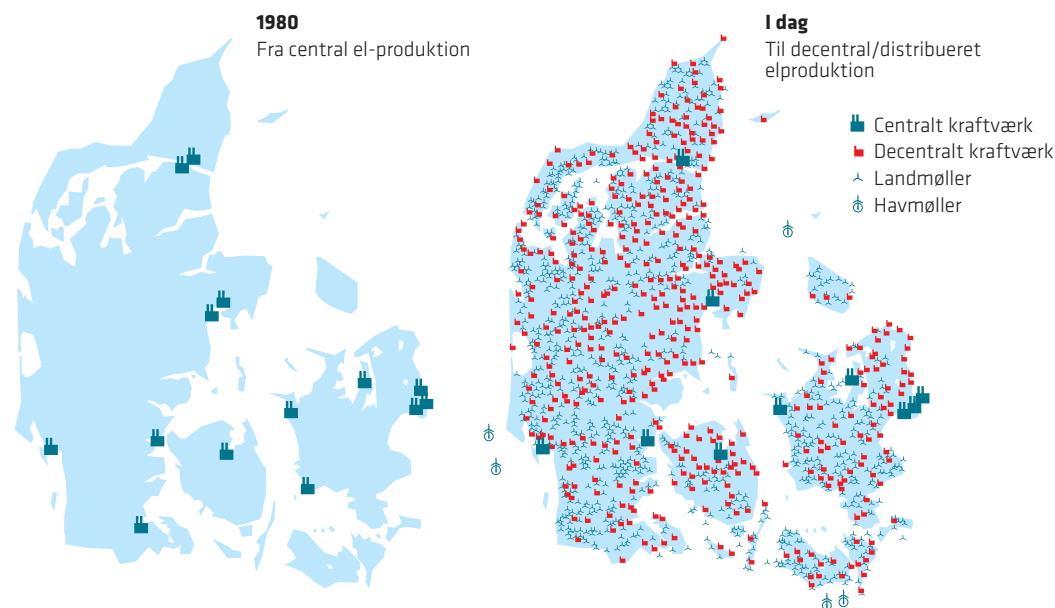 1980
Fra central el-produktion
I dag
Til decentral/distribueret
elproduktion
Centralt kraftværk
Decentralt kraftværk
Landmøller
Havmøller